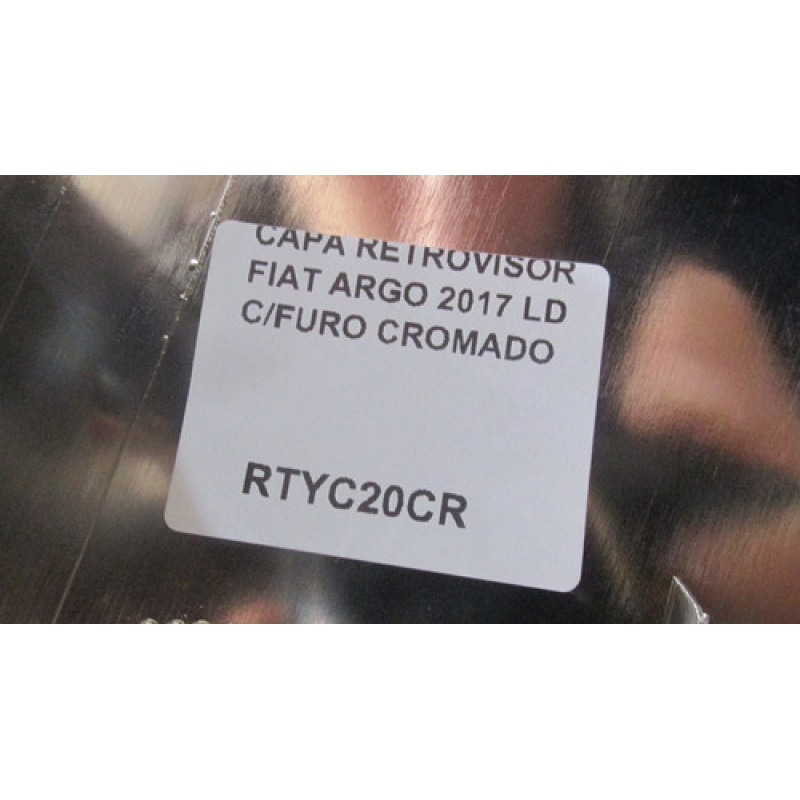 CAPA RETROVISOR
FIAT ARGO 2017 LD
C/FURO CROMADO
RTYC20CR